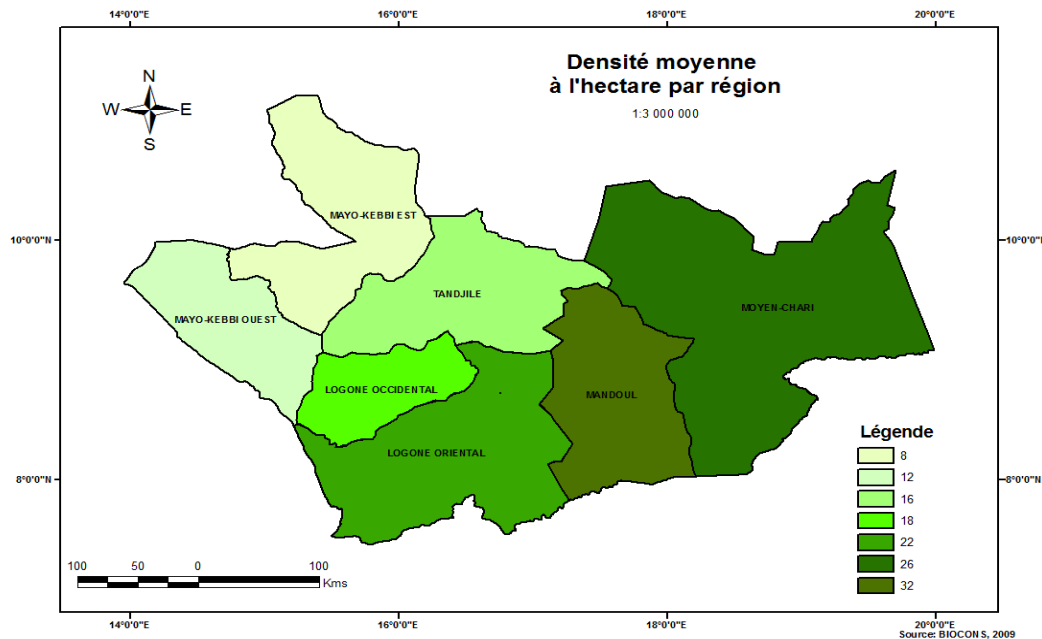 14°0'0"E 16°0'0"E 18°0'0"E 20°0'0"E
Densité moyenne
à l'hectare par région
1:3 000 000
N
W E
S
MAYO-KEBBI EST
10°0'0"N 10°0'0"N
TANDJILE
MOYEN-CHARI
MAYO-KEBBI OUEST
LOGONE OCCIDENTAL
MANDOUL
LOGONE ORIENTAL
Légende
8
12
16
18
22
26
32
8°0'0"N 8°0'0"N
100 50 0 100
Kms
14°0'0"E 16°0'0"E 18°0'0"E 20°0'0"E
Source: BIOCONS, 2009